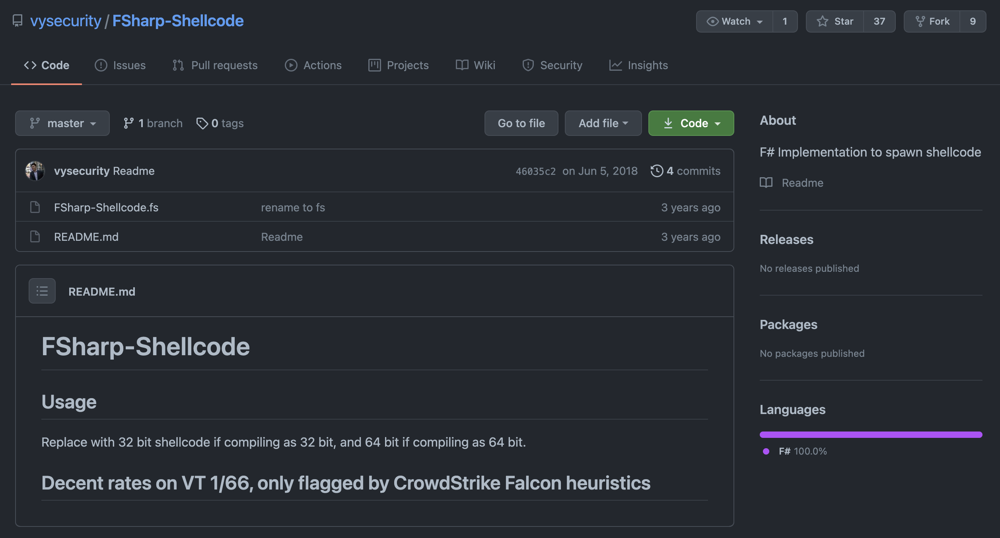 vysecurity / FSharp-Shellcode
Watch 1 Star 37 Fork 9
Code Issues Pull requests Actions Projects Wiki Security Insights
master 1 branch 0 tags Go to file Add file Code
vysecurity Readme 46035c2 on Jun 5, 2018 4 commits
FSharp-Shellcode.fs rename to fs 3 years ago
README.md Readme 3 years ago
README.md
FSharp-Shellcode
Usage
Replace with 32 bit shellcode if compiling as 32 bit, and 64 bit if compiling as 64 bit.
Decent rates on VT 1/66, only flagged by CrowdStrike Falcon heuristics
About
F# Implementation to spawn shellcode
Readme
Releases
No releases published
Packages
No packages published
Languages
F# 100.0%